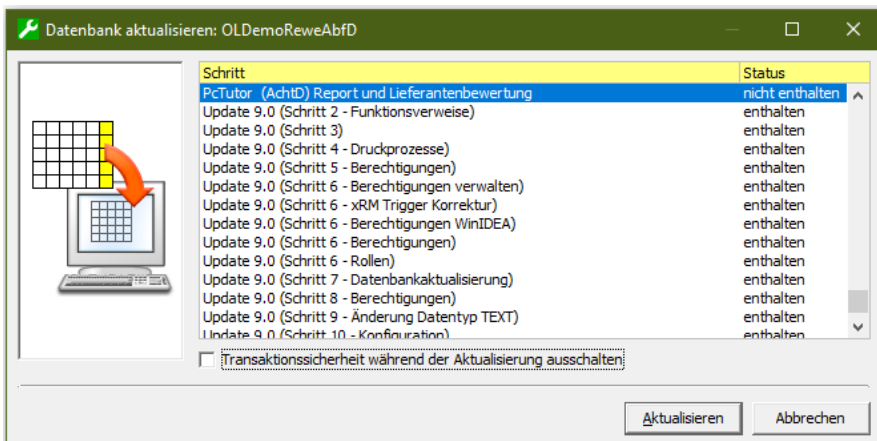 Datenbank aktualisieren: OLDemoReweAbfD
Schritt Status
PcTutor (AchtD) Report und Lieferantenbewertung nicht enthalten
Update 9.0 (Schritt 2 - Funktionsverweise) enthalten
Update 9.0 (Schritt 3) enthalten
Update 9.0 (Schritt 4 - Druckprozesse) enthalten
Update 9.0 (Schritt 5 - Berechtigungen) enthalten
Update 9.0 (Schritt 6 - Berechtigungen verwalten) enthalten
Update 9.0 (Schritt 6 - xRM Trigger Korrektur) enthalten
Update 9.0 (Schritt 6 - Berechtigungen WinIDEA) enthalten
Update 9.0 (Schritt 6 - Berechtigungen) enthalten
Update 9.0 (Schritt 6 - Rollen) enthalten
Update 9.0 (Schritt 7 - Datenbankaktualisierung) enthalten
Update 9.0 (Schritt 8 - Berechtigungen) enthalten
Update 9.0 (Schritt 9 - Änderung Datentyp TEXT) enthalten
Update 9.0 (Schritt 10 - Konfiguration) enthalten
Transaktionssicherheit während der Aktualisierung ausschalten
Aktualisieren Abbrechen